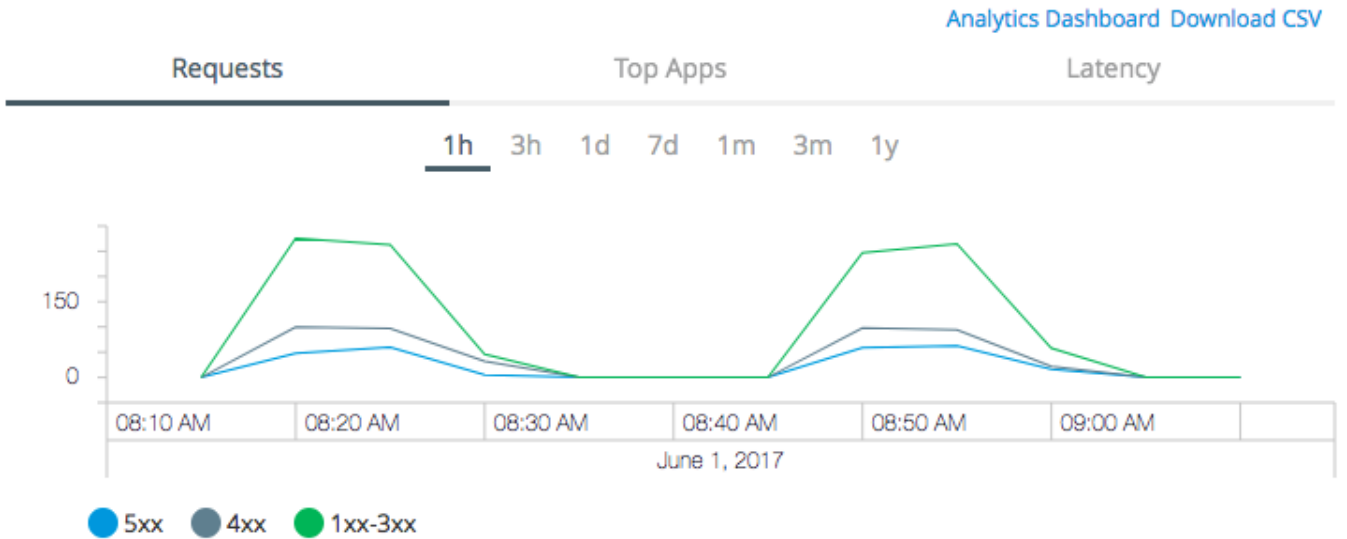 Analytics Dashboard Download CSV
Requests Top Apps Latency
1h 3h 1d 7d 1m 3m 1y
150
0
08:10 AM 08:20 AM 08:30 AM 08:40 AM 08:50 AM 09:00 AM
June 1, 2017
5xx 4xx 1xx-3xx